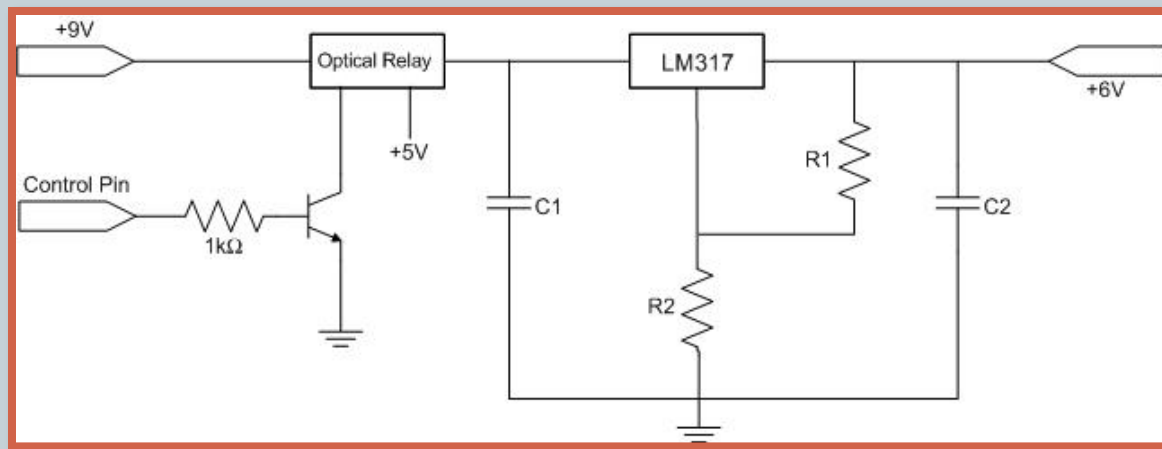 +9V
Optical Relay
LM317
+6V
+5V
R1
Control Pin
1kΩ
C1
C2
R2